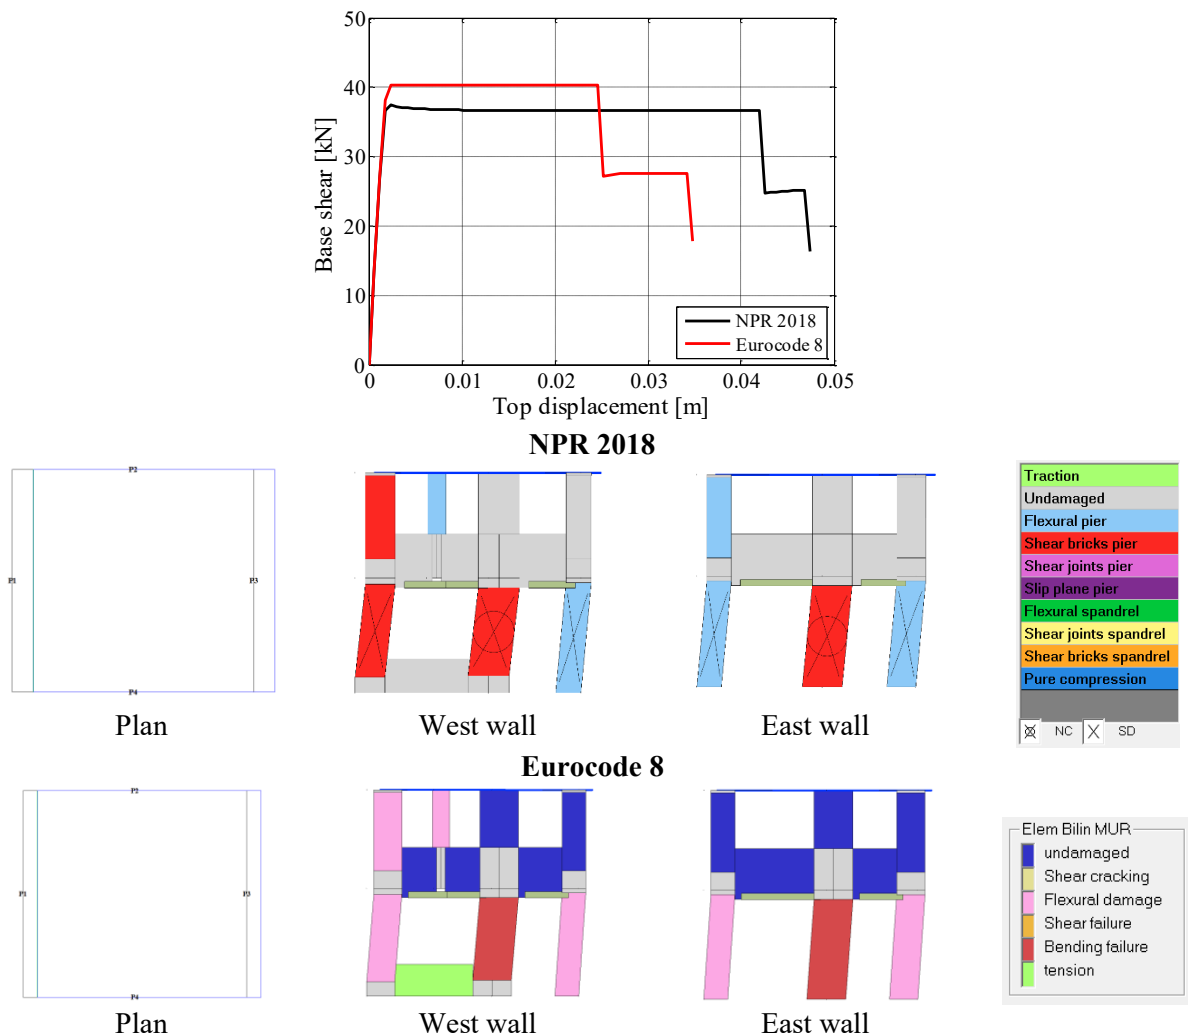 50
40
30
20
10
0
Base shear [kN]
NPR 2018
Eurocode 8
0 0.01 0.02 0.03 0.04 0.05
Top displacement [m]
NPR 2018
P2
P1
P3
P4
Plan
West wall
East wall
Traction
Undamaged
Flexural pier
Shear bricks pier
Shear joints pier
Slip plane pier
Flexural spandrel
Shear joints spandrel
Shear bricks spandrel
Pure compression
NC SD
Eurocode 8
P2
P1
P3
P4
Plan
West wall
East wall
Elem Bilin MUR
undamaged
Shear cracking
Flexural damage
Shear failure
Bending failure
tension